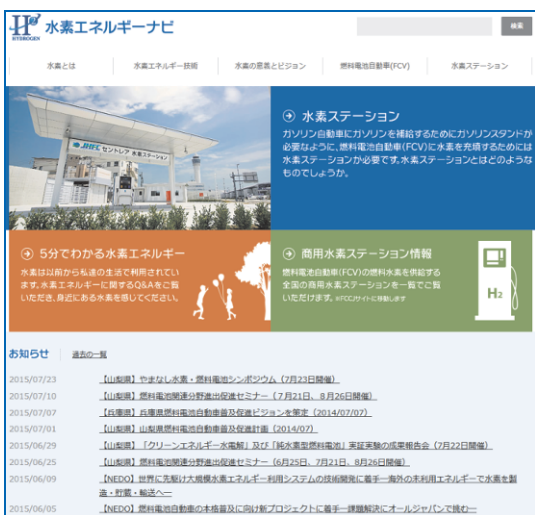 HYDROGEN
水素エネルギーナビ
検索
水素とは
水素エネルギー技術
水素の意義とビジョン
燃料電池自動車(FCV)
水素ステーション
JHFC セントレア 水素ステーション
水素ステーション
ガソリン自動車にガソリンを補給するためにガソリンスタンドが
必要なように、燃料電池自動車(FCV)に水素を充填するためには
水素ステーションが必要です。水素ステーションとはどのような
ものでしょうか。
5分でわかる水素エネルギー
水素は以前から私達の生活で利用されてい
ます。水素エネルギーに関するQ&Aをご覧
いただき、身近にある水素を感じてください。
商用水素ステーション情報
燃料電池自動車(FCV)の燃料水素を供給する
全国の商用水素ステーションを一覧でご覧
いただけます。※FCCJサイトに移動します
H2
お知らせ
過去の一覧
2015/07/23 【山梨県】やまなし水素・燃料電池シンポジウム（7月23日開催）
2015/07/10 【山梨県】燃料電池関連分野進出促進セミナー（7月21日、8月26日開催）
2015/07/07 【兵庫県】兵庫県燃料電池自動車普及促進ビジョンを策定（2014/07/07）
2015/07/01 【山梨県】山梨県燃料電池自動車普及促進計画（2014/07）
2015/06/29 【山梨県】「クリーンエネルギー水電解」及び「純水素型燃料電池」実証実験の成果報告会（7月22日開催）
2015/06/25 【山梨県】燃料電池関連分野進出促進セミナー（6月25日、7月21日、8月26日開催）
2015/06/09 【NEDO】世界に先駆け大規模水素エネルギー利用システムの技術開発に着手―海外の未利用エネルギーで水素を製
造・貯蔵・輸送へ―
2015/06/05 【NEDO】燃料電池自動車の本格普及に向け新プロジェクトに着手―課題解決にオールジャパンで挑む―